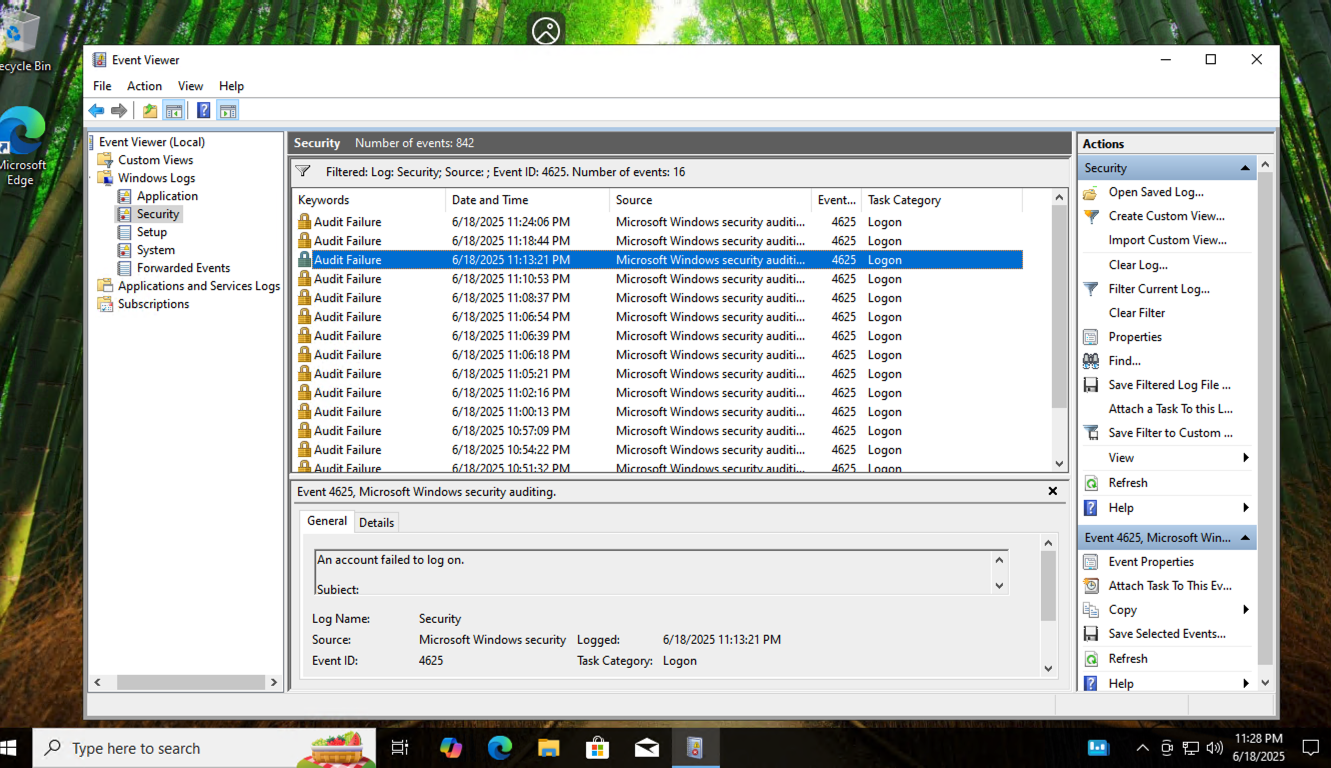 ecycle Bin
Microsoft
Edge
Event Viewer
File Action View Help
Event Viewer (Local)
Custom Views
Windows Logs
Application
Security
Setup
System
Forwarded Events
Applications and Services Logs
Subscriptions
Security Number of events: 842
Filtered: Log: Security; Source: ; Event ID: 4625. Number of events: 16
Keywords Date and Time Source Event... Task Category
Audit Failure 6/18/2025 11:24:06 PM Microsoft Windows security auditi... 4625 Logon
Audit Failure 6/18/2025 11:18:44 PM Microsoft Windows security auditi... 4625 Logon
Audit Failure 6/18/2025 11:13:21 PM Microsoft Windows security auditi... 4625 Logon
Audit Failure 6/18/2025 11:10:53 PM Microsoft Windows security auditi... 4625 Logon
Audit Failure 6/18/2025 11:08:37 PM Microsoft Windows security auditi... 4625 Logon
Audit Failure 6/18/2025 11:06:54 PM Microsoft Windows security auditi... 4625 Logon
Audit Failure 6/18/2025 11:06:39 PM Microsoft Windows security auditi... 4625 Logon
Audit Failure 6/18/2025 11:06:18 PM Microsoft Windows security auditi... 4625 Logon
Audit Failure 6/18/2025 11:05:21 PM Microsoft Windows security auditi... 4625 Logon
Audit Failure 6/18/2025 11:02:16 PM Microsoft Windows security auditi... 4625 Logon
Audit Failure 6/18/2025 11:00:13 PM Microsoft Windows security auditi... 4625 Logon
Audit Failure 6/18/2025 10:57:09 PM Microsoft Windows security auditi... 4625 Logon
Audit Failure 6/18/2025 10:54:22 PM Microsoft Windows security auditi... 4625 Logon
Audit Failure 6/18/2025 10:51:32 PM Microsoft Windows security auditi... 4625 Logon
Event 4625, Microsoft Windows security auditing.
General Details
An account failed to log on.
Subject:
Log Name: Security
Source: Microsoft Windows security Logged: 6/18/2025 11:13:21 PM
Event ID: 4625 Task Category: Logon
Actions
Security
Open Saved Log...
Create Custom View...
Import Custom View...
Clear Log...
Filter Current Log...
Clear Filter
Properties
Find...
Save Filtered Log File ...
Attach a Task To this L...
Save Filter to Custom ...
View
Refresh
Help
Event 4625, Microsoft Win...
Event Properties
Attach Task To This Ev...
Copy
Save Selected Events...
Refresh
Help
Type here to search
11:28 PM
6/18/2025